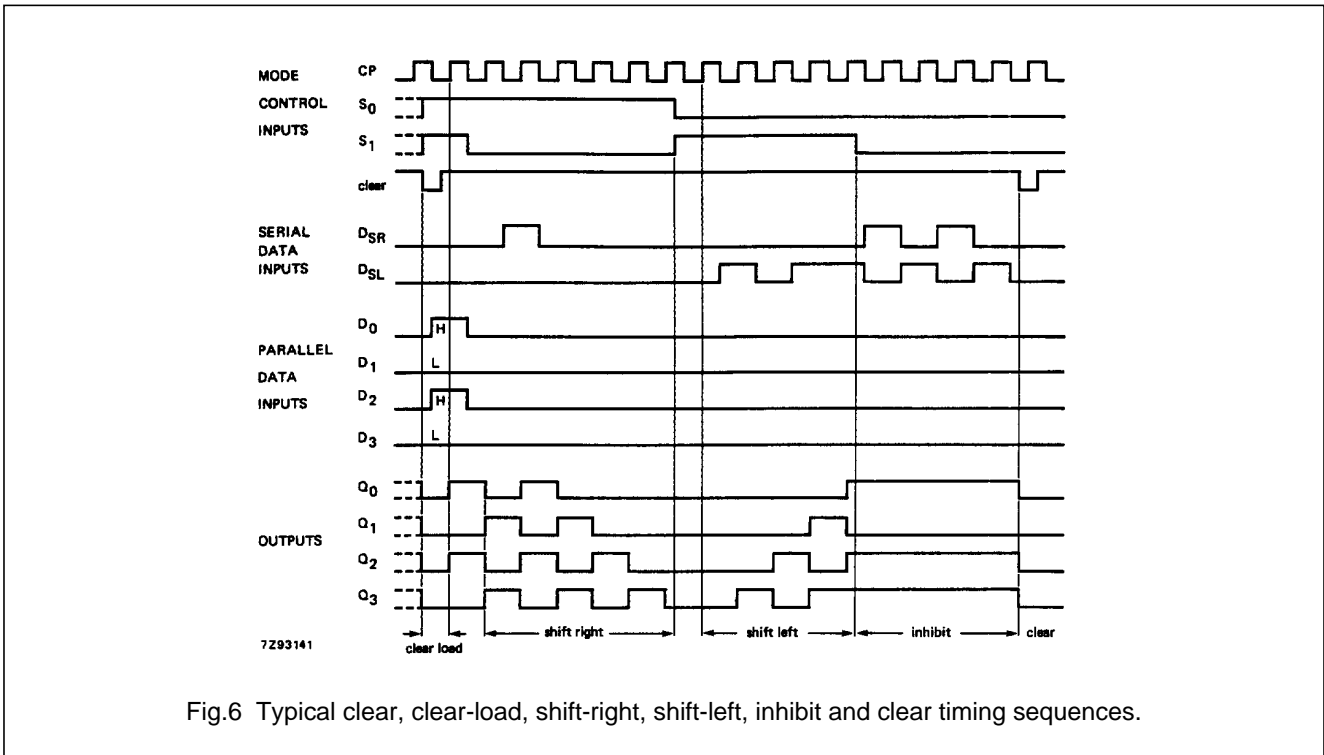 MODE
CONTROL
INPUTS
CP
S0
S1
clear
SERIAL
DATA
INPUTS
DSR
DSL
PARALLEL
DATA
INPUTS
D0
H
D1
L
D2
H
D3
L
OUTPUTS
Q0
Q1
Q2
Q3
shift right
shift left
inhibit
clear
clear load
7Z93141
Fig.6 Typical clear, clear-load, shift-right, shift-left, inhibit and clear timing sequences.